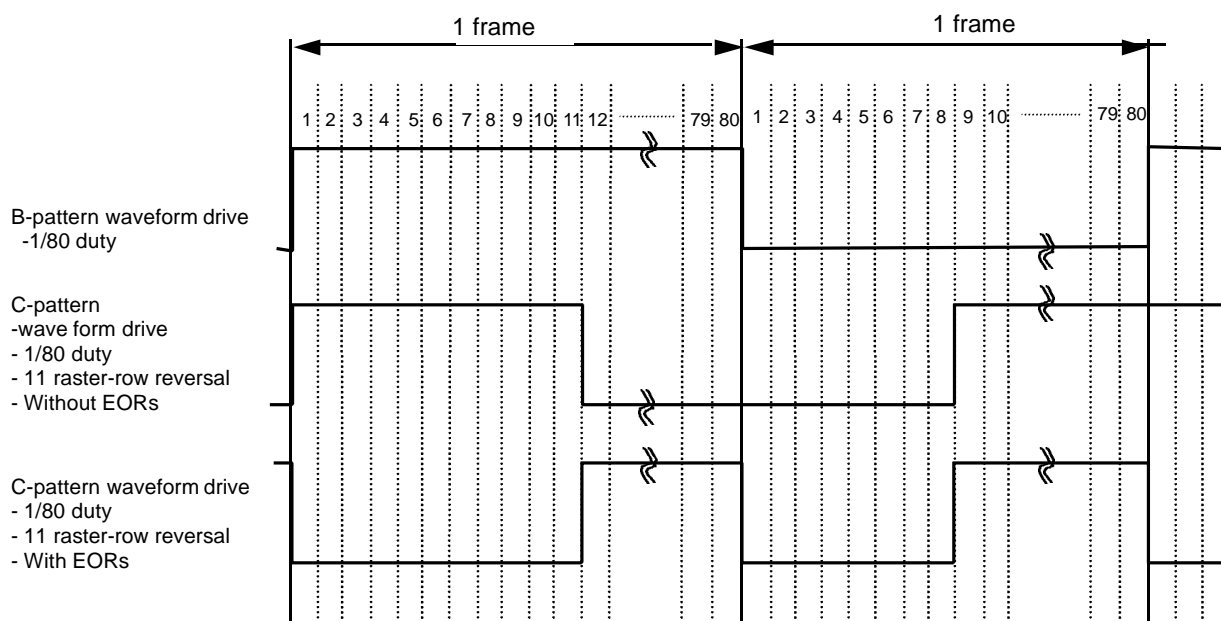 1 frame
1 frame
1 2 3 4 5 6 7 8 9 10 11 12 79 80 1 2 3 4 5 6 7 8 9 10 79 80
B-pattern waveform drive
-1/80 duty
C-pattern
-wave form drive
- 1/80 duty
- 11 raster-row reversal
- Without EORs
C-pattern waveform drive
- 1/80 duty
- 11 raster-row reversal
- With EORs